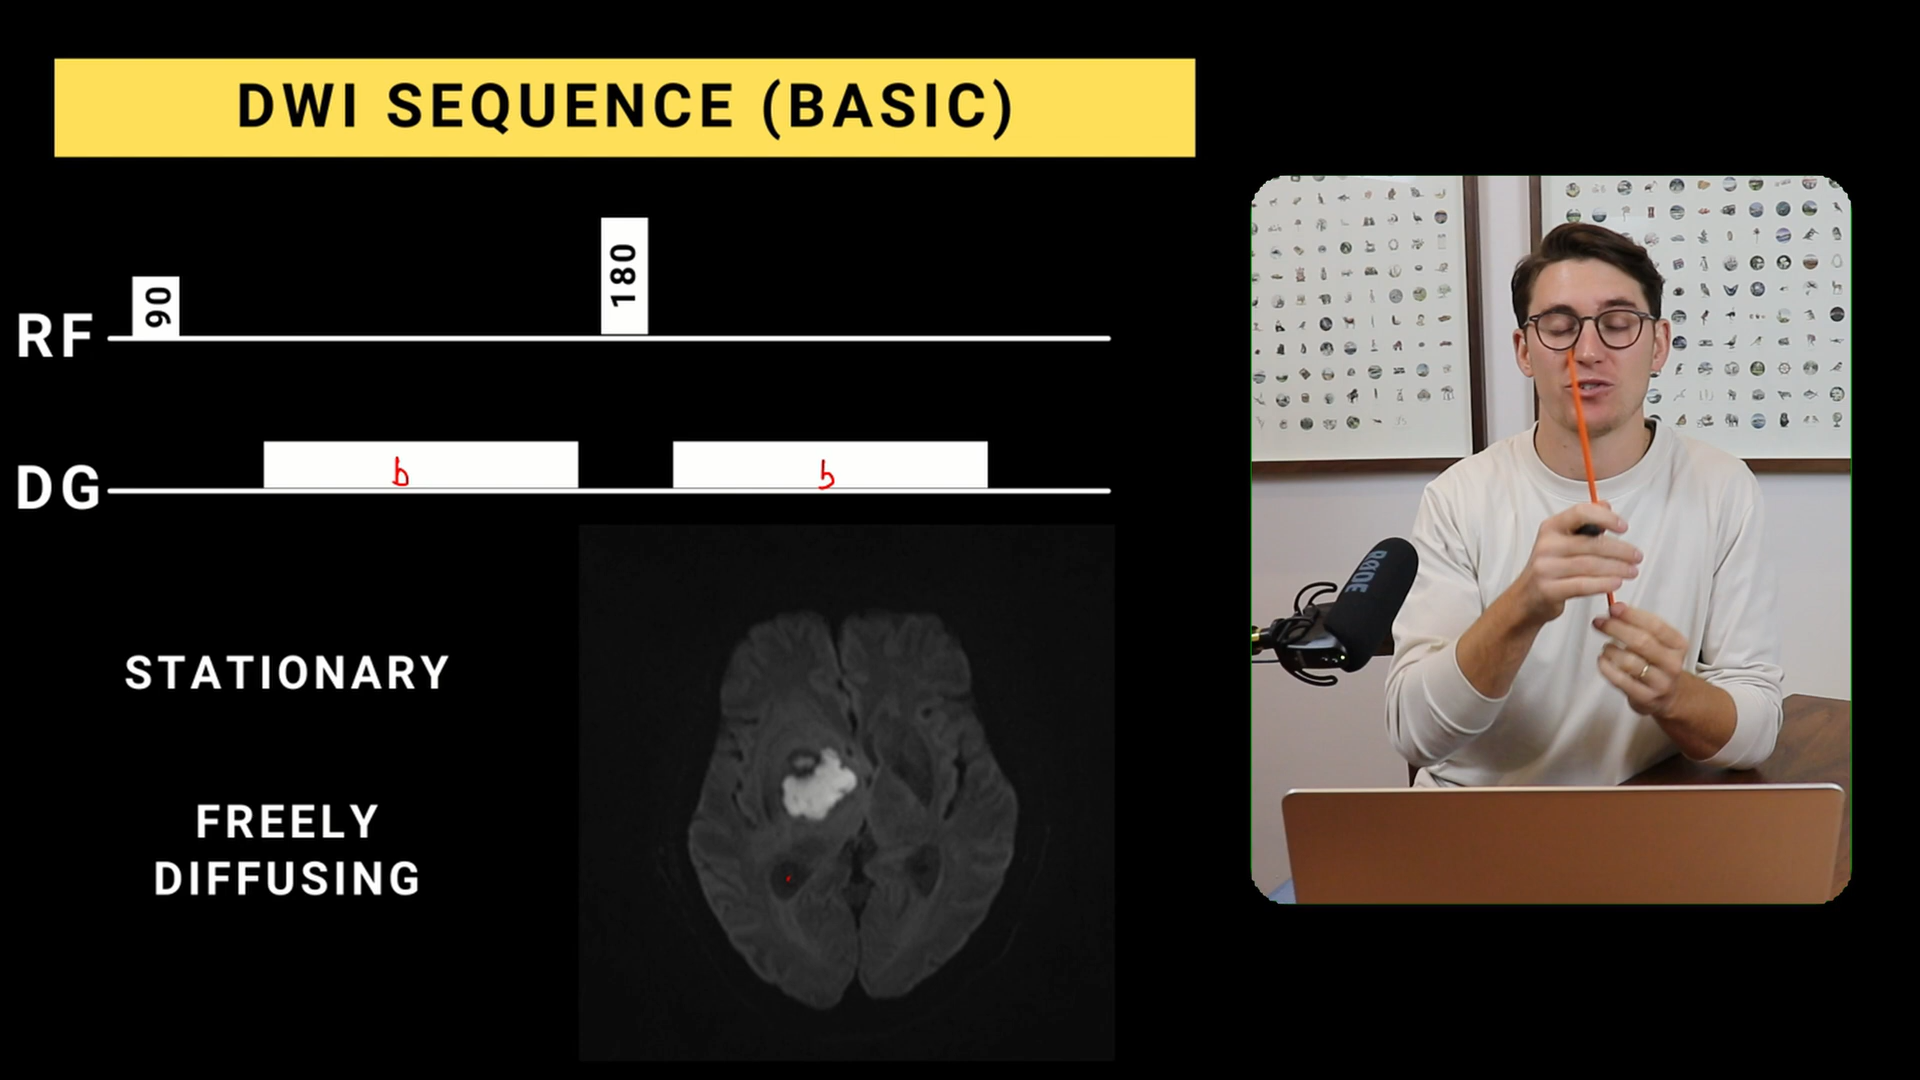 DWI SEQUENCE (BASIC)
90
180
RF
b
b
DG
STATIONARY
FREELY
DIFFUSING
RØDE